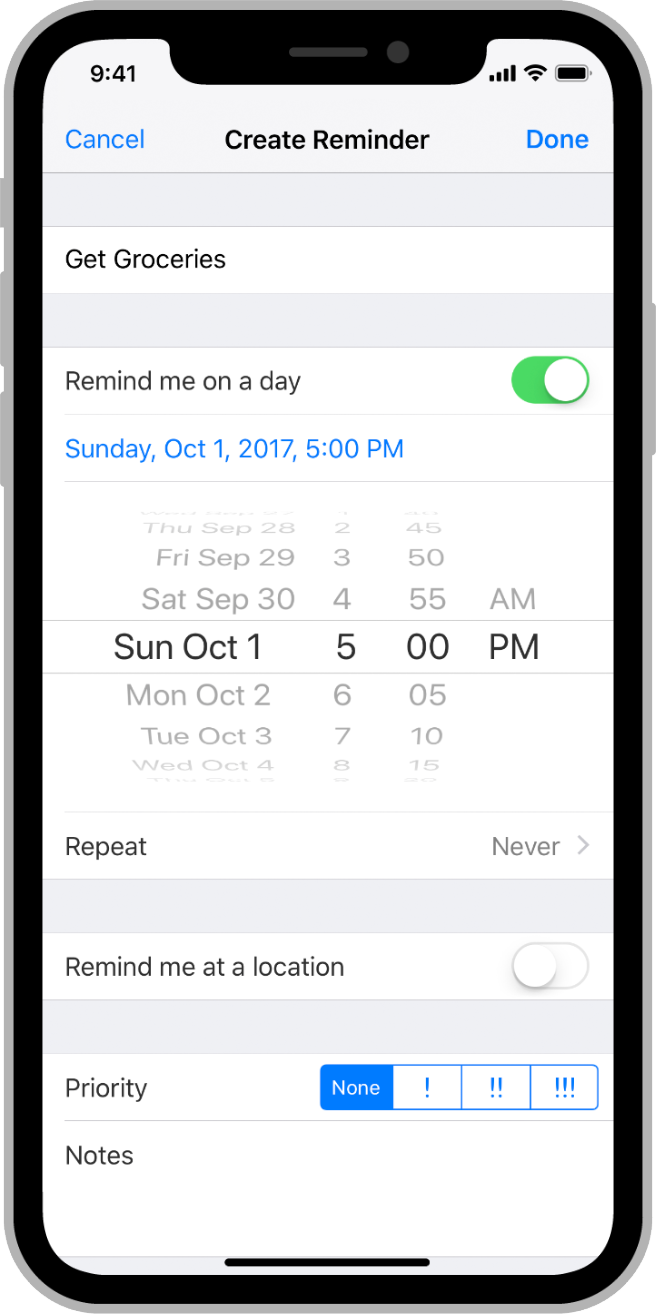 9:41
Cancel Create Reminder Done
Get Groceries
Remind me on a day
Sunday, Oct 1, 2017, 5:00 PM
Thu Sep 28 2 45
Fri Sep 29 3 50
Sat Sep 30 4 55 AM
Sun Oct 1 5 00 PM
Mon Oct 2 6 05
Tue Oct 3 7 10
Wed Oct 4 8 15
Repeat Never
Remind me at a location
Priority None ! !! !!!
Notes